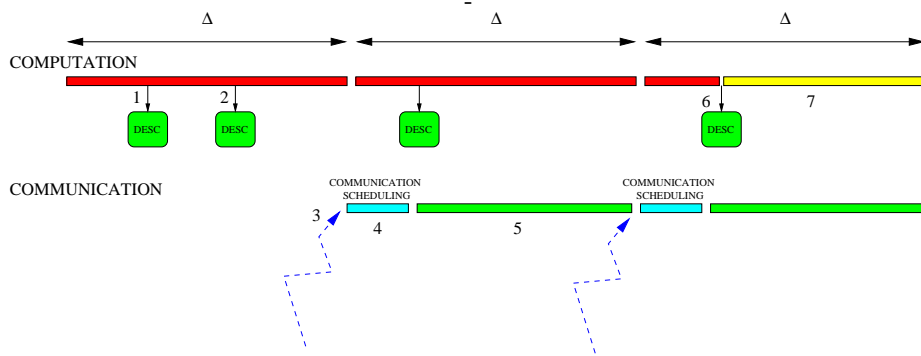 Δ Δ Δ
COMPUTATION
1 2 6 7
DESC DESC DESC DESC
COMMUNICATION
COMMUNICATION SCHEDULING
COMMUNICATION SCHEDULING
3 4 5